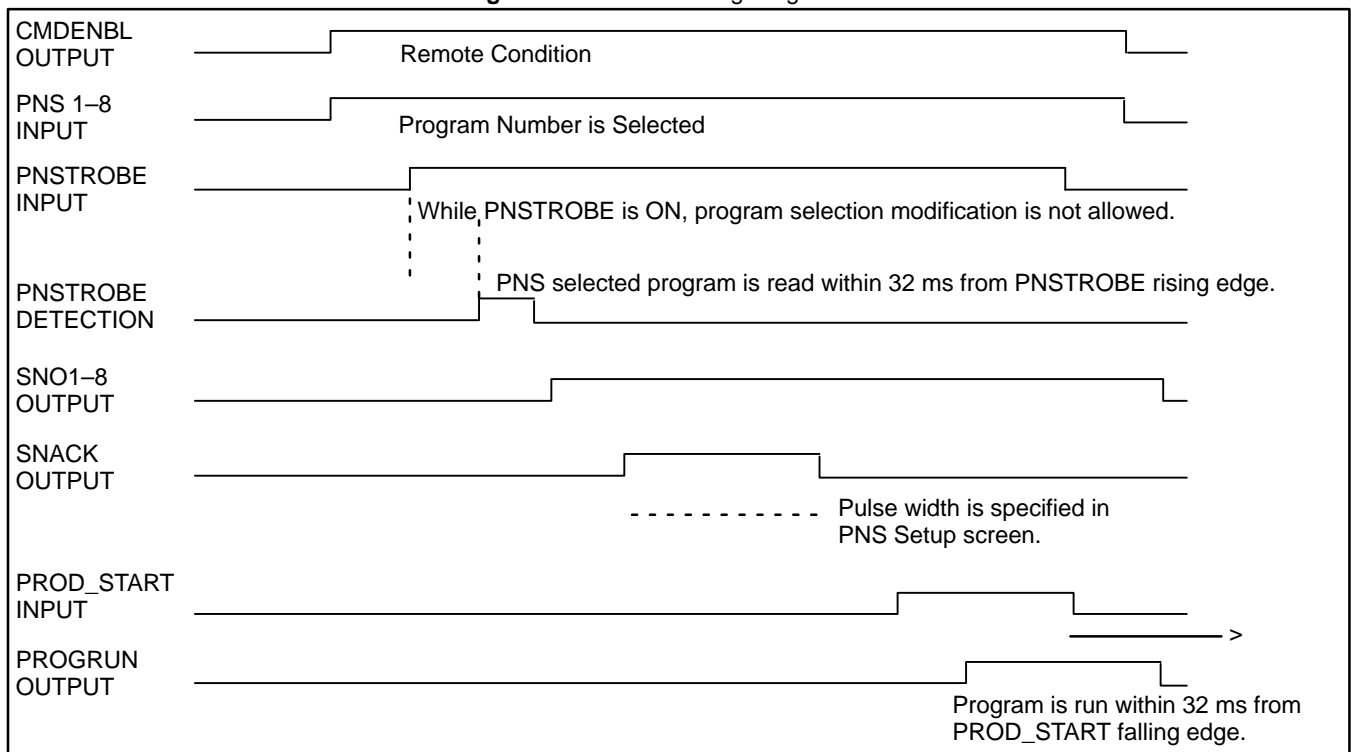 CMDENBL
OUTPUT
Remote Condition
PNS 1–8
INPUT
Program Number is Selected
PNSTROBE
INPUT
While PNSTROBE is ON, program selection modification is not allowed.
PNS selected program is read within 32 ms from PNSTROBE rising edge.
PNSTROBE
DETECTION
SNO1–8
OUTPUT
SNACK
OUTPUT
Pulse width is specified in
PNS Setup screen.
PROD_START
INPUT
>
PROGRUN
OUTPUT
Program is run within 32 ms from
PROD_START falling edge.